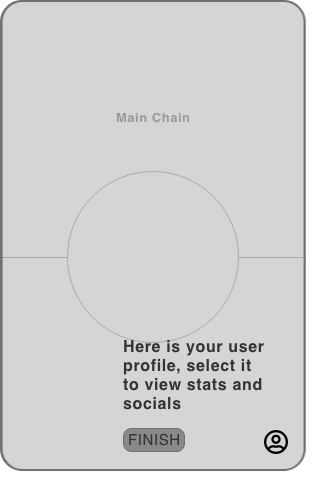 Main Chain
Here is your user
profile, select it
to view stats and
socials
FINISH